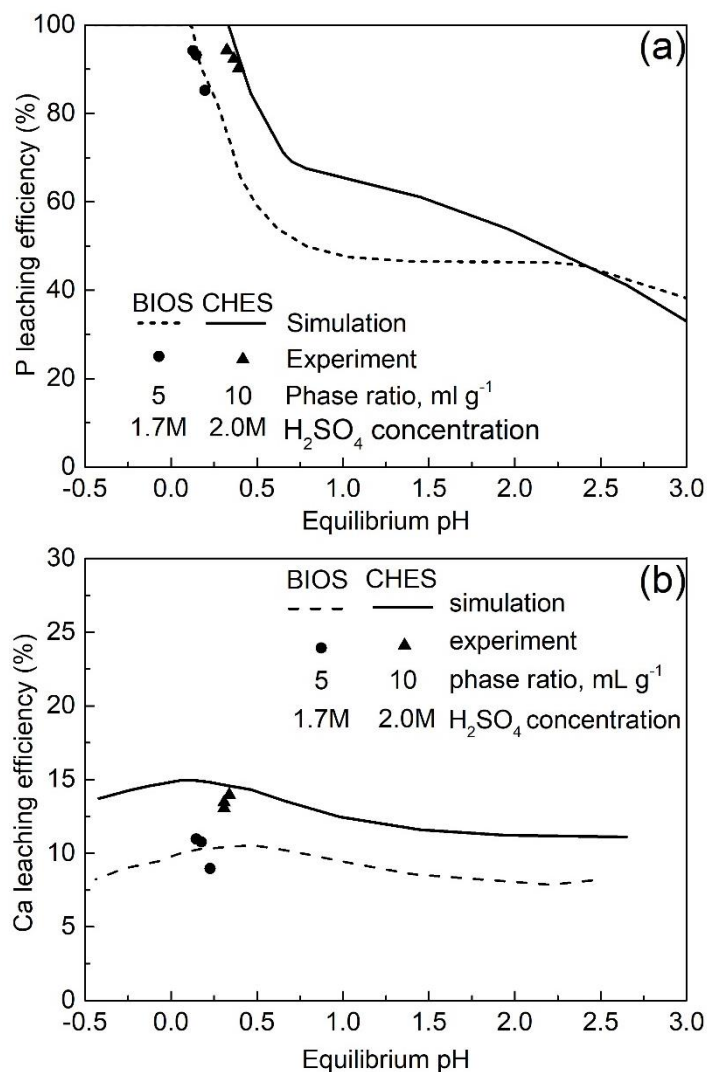 (a)
P leaching efficiency (%)
100
80
60
40
20
0
BIOS CHES
Simulation
Experiment
5 10 Phase ratio, ml g⁻¹
1.7M 2.0M H₂SO₄ concentration
-0.5 0.0 0.5 1.0 1.5 2.0 2.5 3.0
Equilibrium pH
(b)
Ca leaching efficiency (%)
30
25
20
15
10
5
0
BIOS CHES
simulation
experiment
5 10 phase ratio, mL g⁻¹
1.7M 2.0M H₂SO₄ concentration
-0.5 0.0 0.5 1.0 1.5 2.0 2.5 3.0
Equilibrium pH